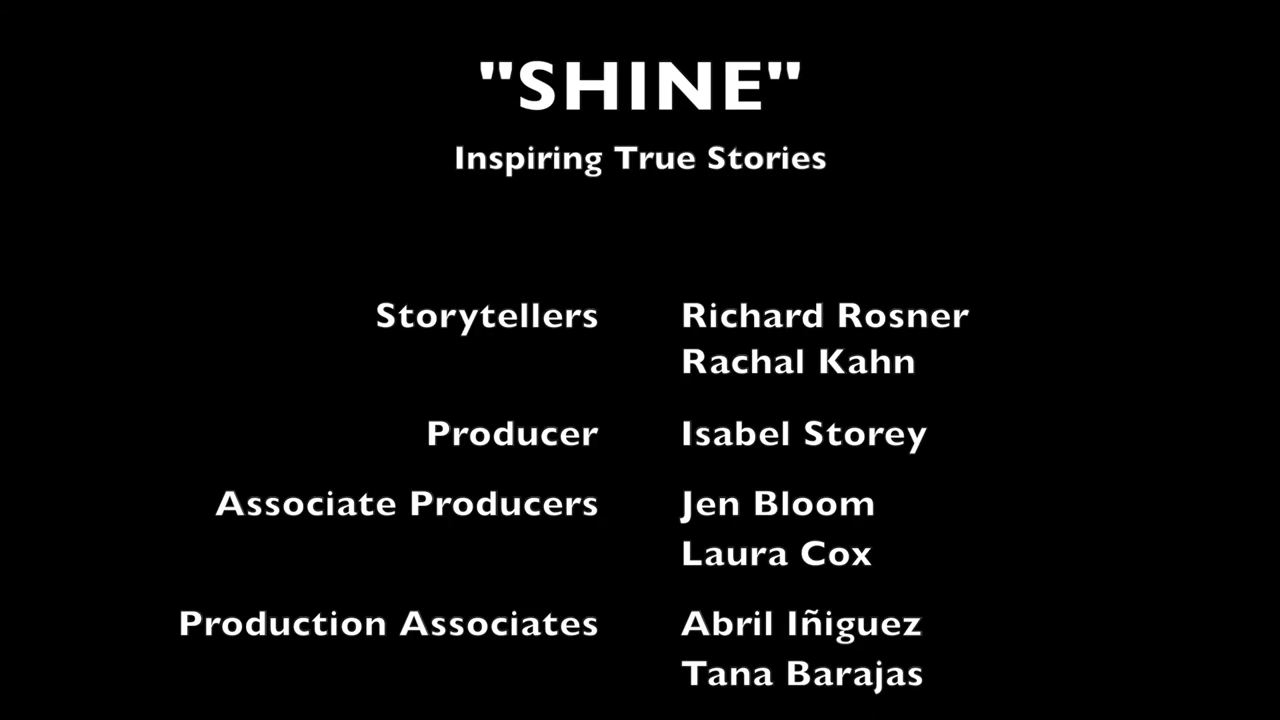 "SHINE"
Inspiring True Stories
Storytellers Richard Rosner
Rachal Kahn
Producer Isabel Storey
Associate Producers Jen Bloom
Laura Cox
Production Associates Abril Iñiguez
Tana Barajas